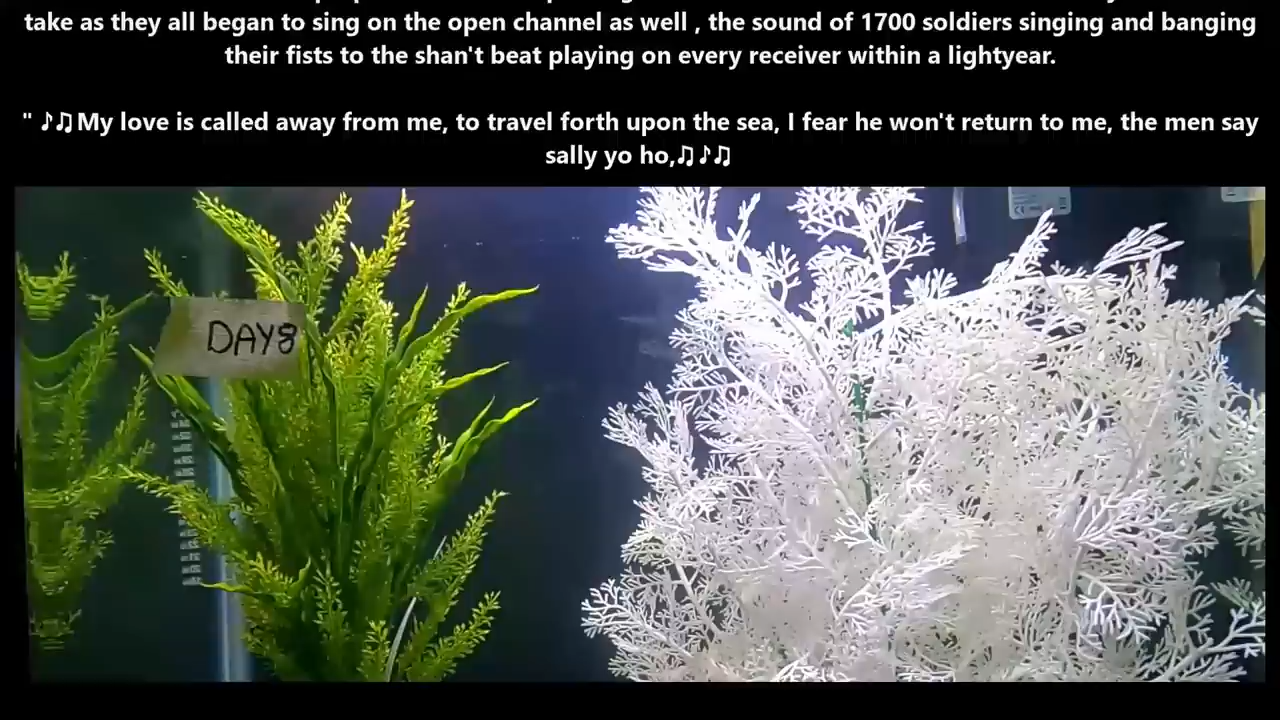 take as they all began to sing on the open channel as well , the sound of 1700 soldiers singing and banging
their fists to the shan't beat playing on every receiver within a lightyear.
" ♪♫My love is called away from me, to travel forth upon the sea, I fear he won't return to me, the men say
sally yo ho,♫♪♫
DAY8